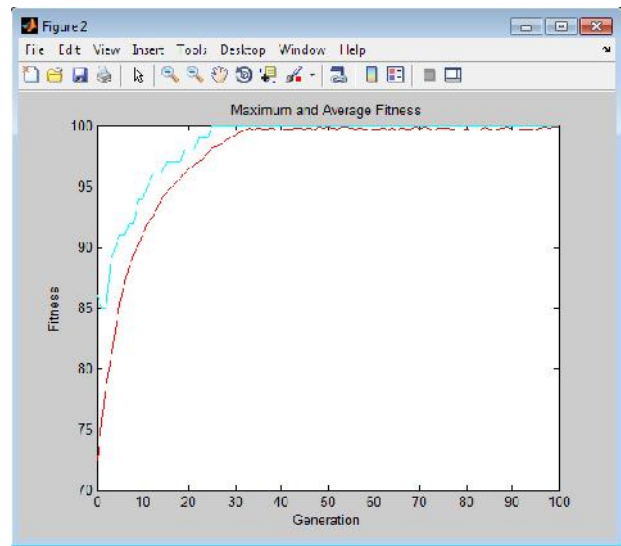 Figure 2
File Edit View Insert Tools Desktop Window Help
Maximum and Average Fitness
100
95
90
85
80
75
70
Fitness
0 10 20 30 40 50 60 70 80 90 100
Generation